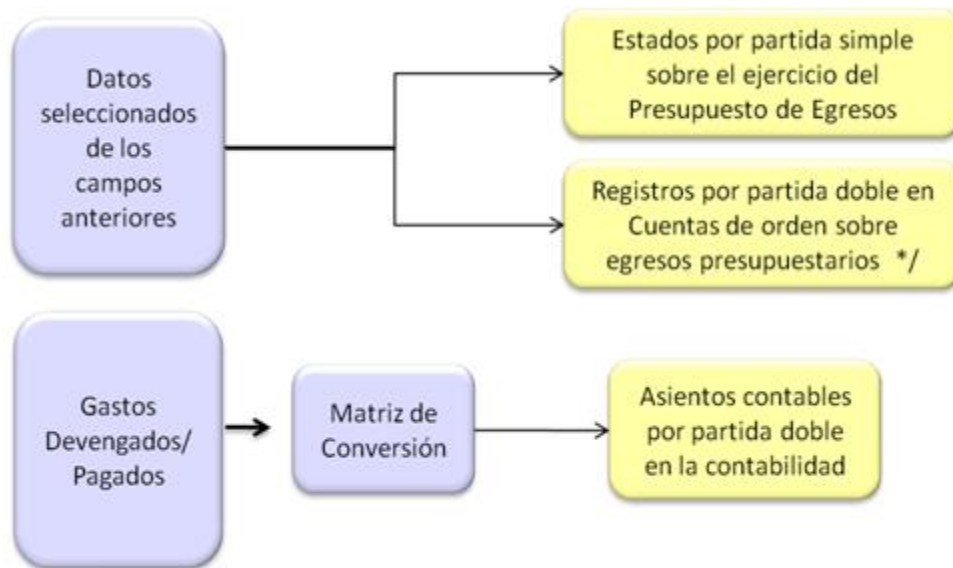 Datos
seleccionados
de los
campos
anteriores
Estados por partida simple
sobre el ejercicio del
Presupuesto de Egresos
Registros por partida doble en
Cuentas de orden sobre
egresos presupuestarios */
Gastos
Devengados/
Pagados
Matriz de
Conversión
Asientos contables
por partida doble
en la contabilidad